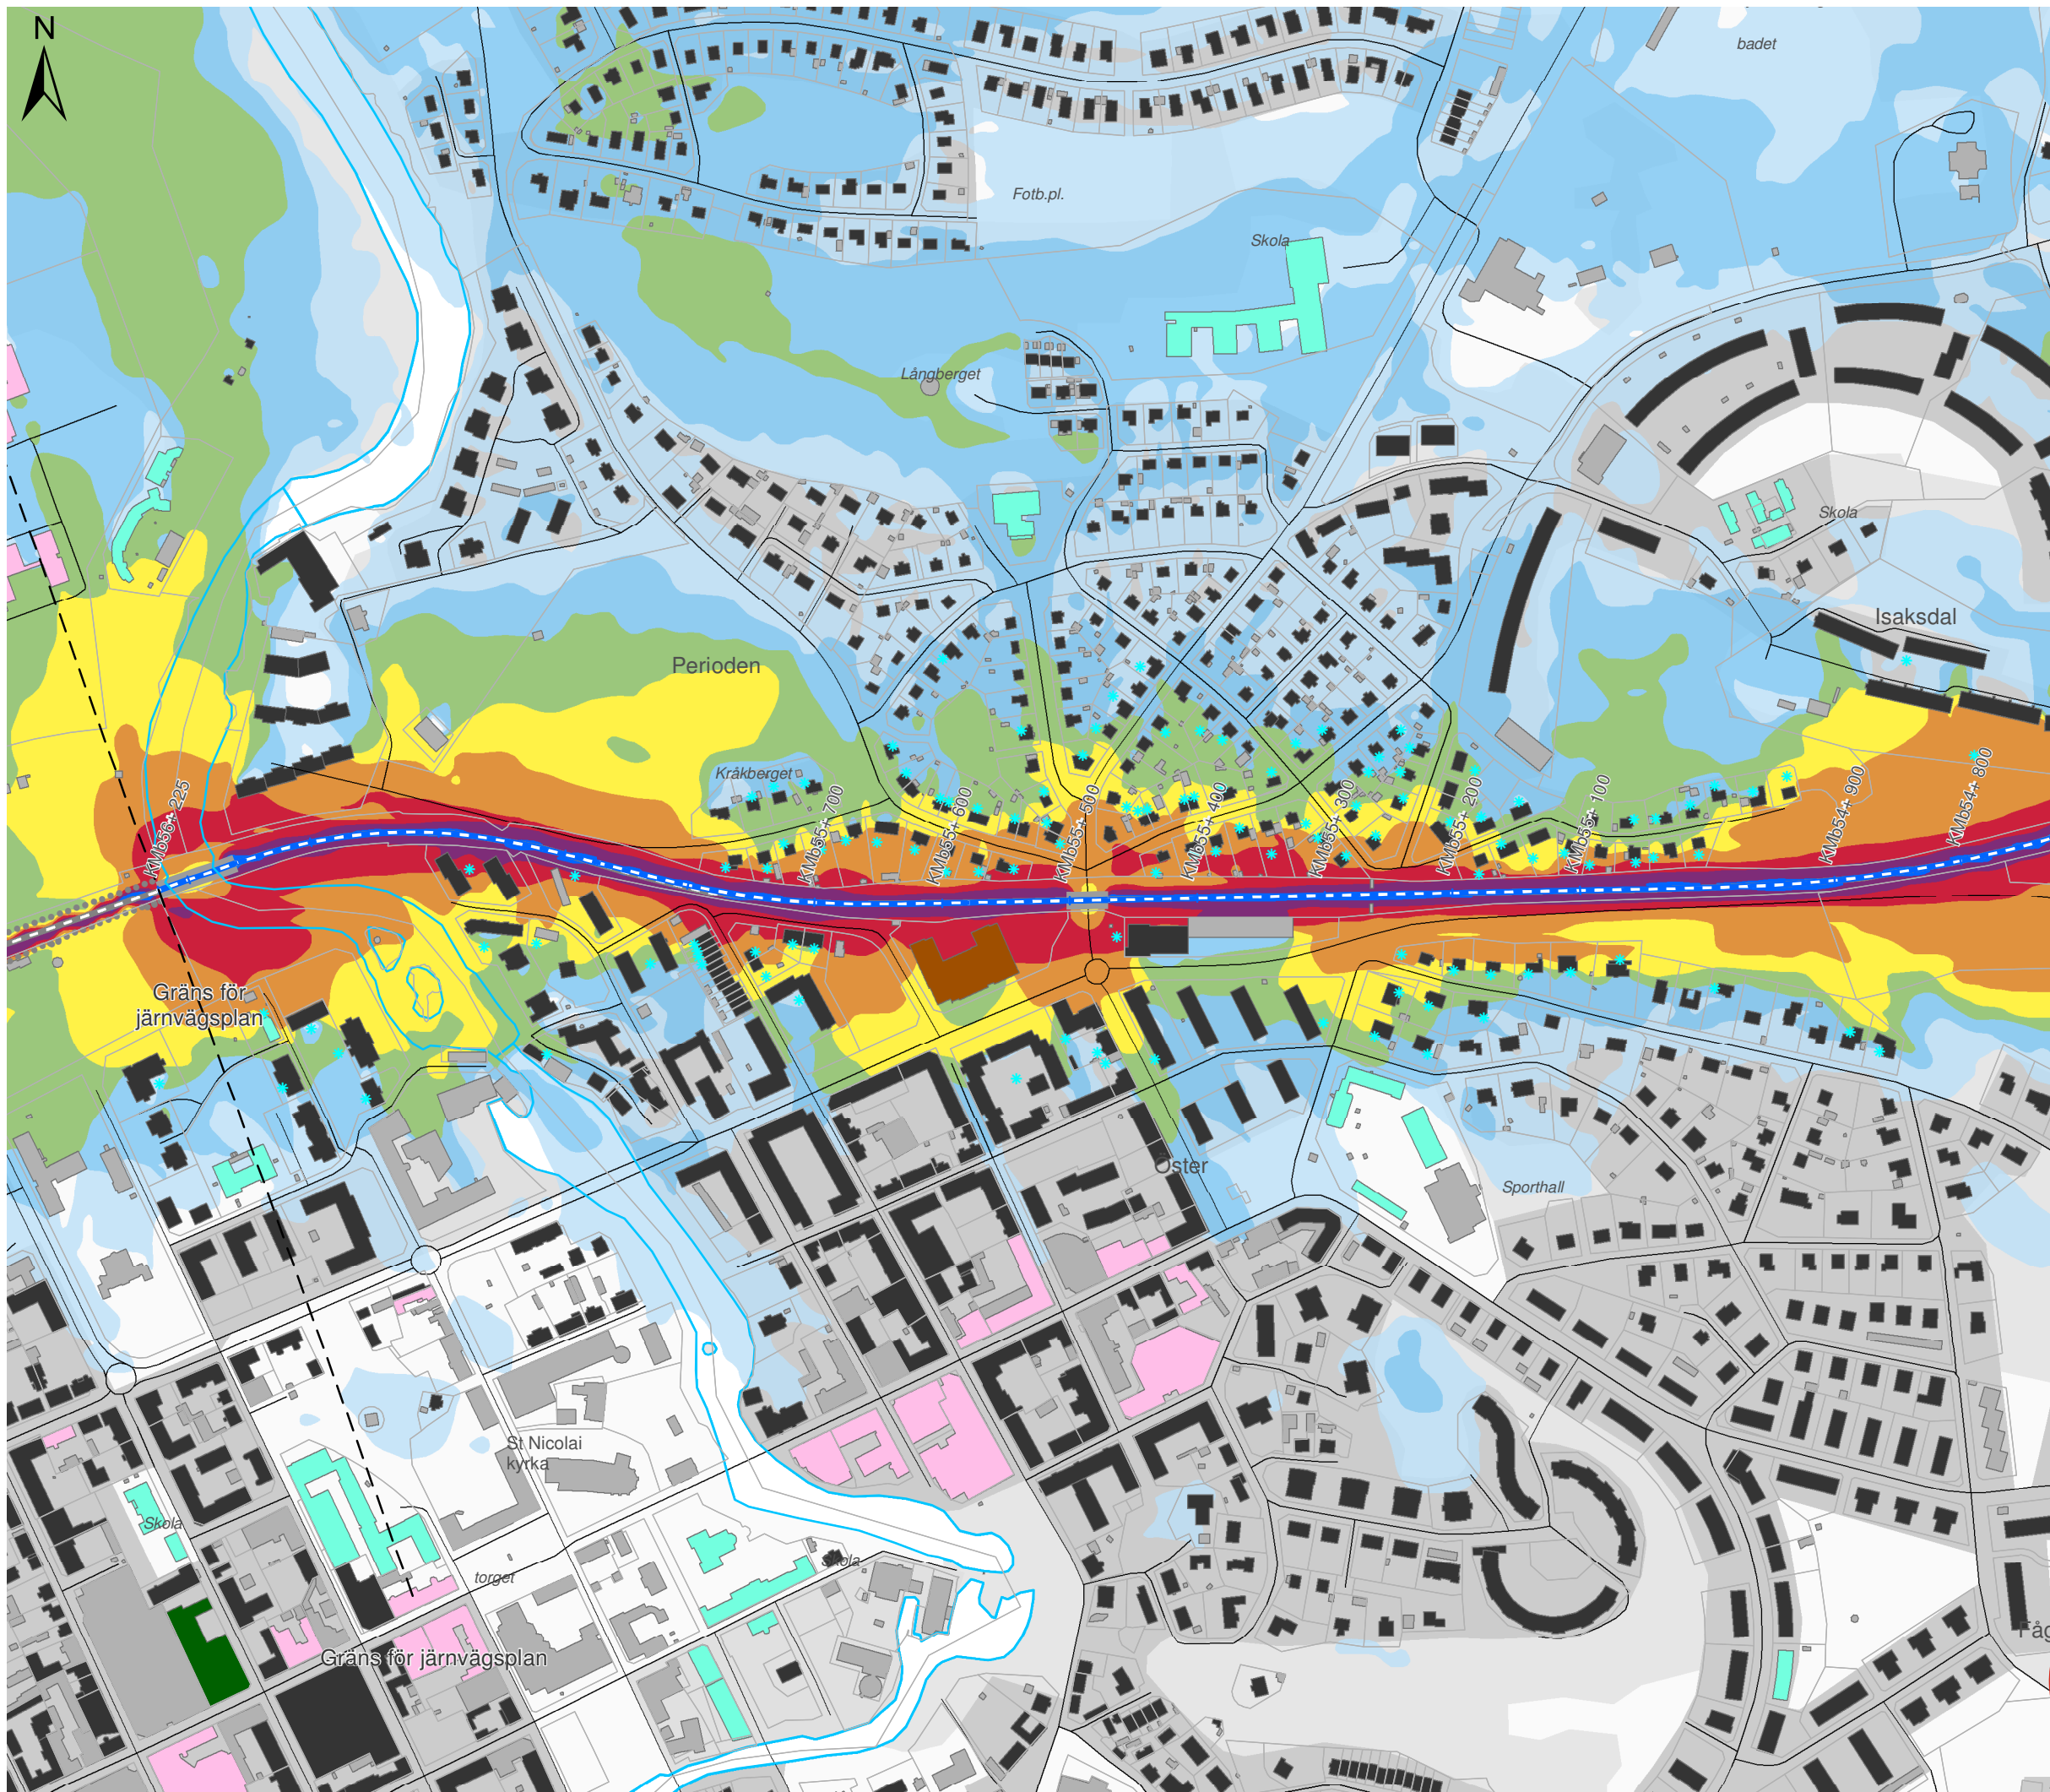 N
badet
Fotb.pl.
Skola
Långberget
Skola
Isaksdal
Perioden
Kråkberget
KMb56+ 225
KMb55+ 700
KMb55+ 600
KMb55+ 500
KMb55+ 400
KMb55+ 300
KMb55+ 200
KMb55+ 100
KMb54+ 900
KMb54+ 800
Gräns för
järnvägsplan
Öster
Sporthall
St Nicolai
kyrka
Skola
Skola
torget
Gräns för järnvägsplan
Fåg